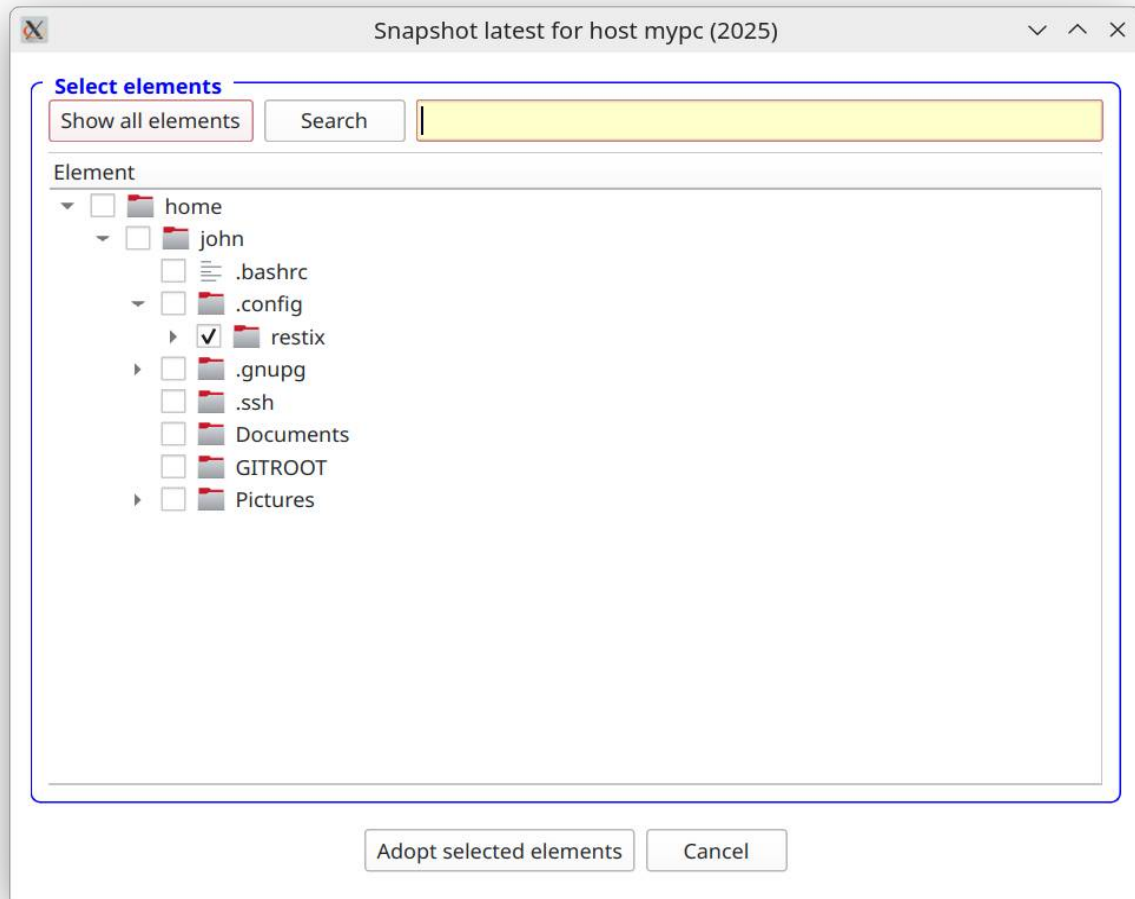 Snapshot latest for host mypc (2025)
Select elements
Show all elements Search
Element
home
john
.bashrc
.config
restix
.gnupg
.ssh
Documents
GITROOT
Pictures
Adopt selected elements Cancel